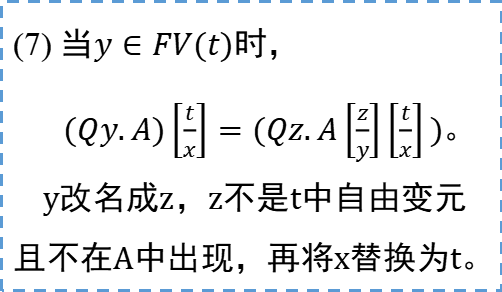 (7) 当y ∈ FV(t)时，
(Qy. A)[t/x] = (Qz. A[z/y][t/x])。
y改名成z，z不是t中自由变元
且不在A中出现，再将x替换为t。